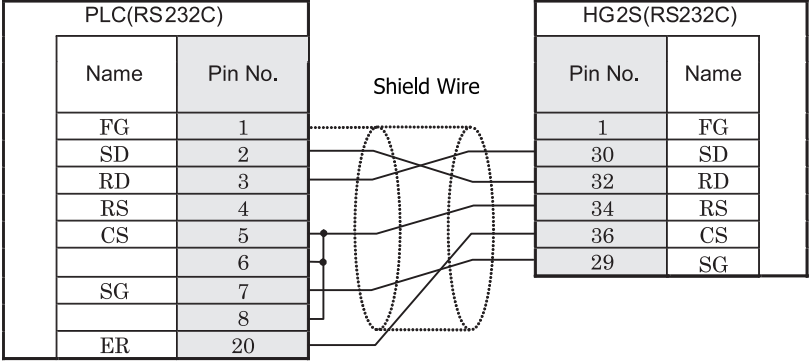 PLC(RS232C) HG2S(RS232C)
Name Pin No. Shield Wire Pin No. Name
FG 1 1 FG
SD 2 30 SD
RD 3 32 RD
RS 4 34 RS
CS 5 36 CS
6 29 SG
SG 7
8
ER 20